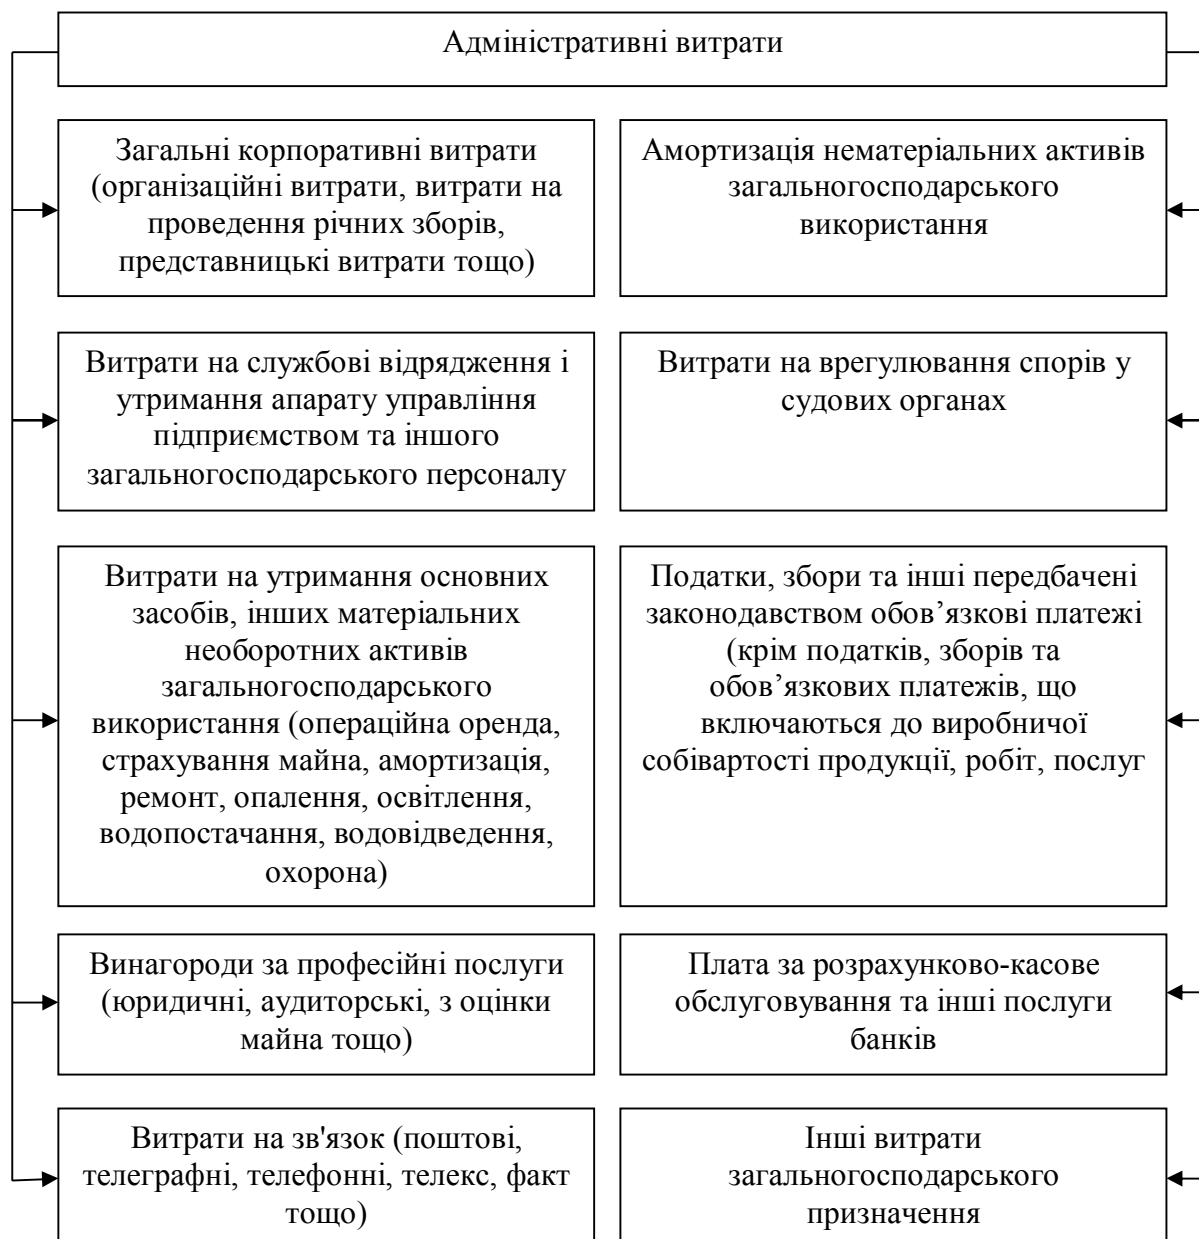 Адміністративні витрати
Загальні корпоративні витрати
(організаційні витрати, витрати на
проведення річних зборів,
представницькі витрати тощо)
Амортизація нематеріальних активів
загальногосподарського
використання
Витрати на службові відрядження і
утримання апарату управління
підприємством та іншого
загальногосподарського персоналу
Витрати на врегулювання спорів у
судових органах
Витрати на утримання основних
засобів, інших матеріальних
необоротних активів
загальногосподарського
використання (операційна оренда,
страхування майна, амортизація,
ремонт, опалення, освітлення,
водопостачання, водовідведення,
охорона)
Податки, збори та інші передбачені
законодавством обов’язкові платежі
(крім податків, зборів та
обов’язкових платежів, що
включаються до виробничої
собівартості продукції, робіт, послуг
Винагороди за професійні послуги
(юридичні, аудиторські, з оцінки
майна тощо)
Плата за розрахунково-касове
обслуговування та інші послуги
банків
Витрати на зв'язок (поштові,
телеграфні, телефонні, телекс, факт
тощо)
Інші витрати
загальногосподарського
призначення